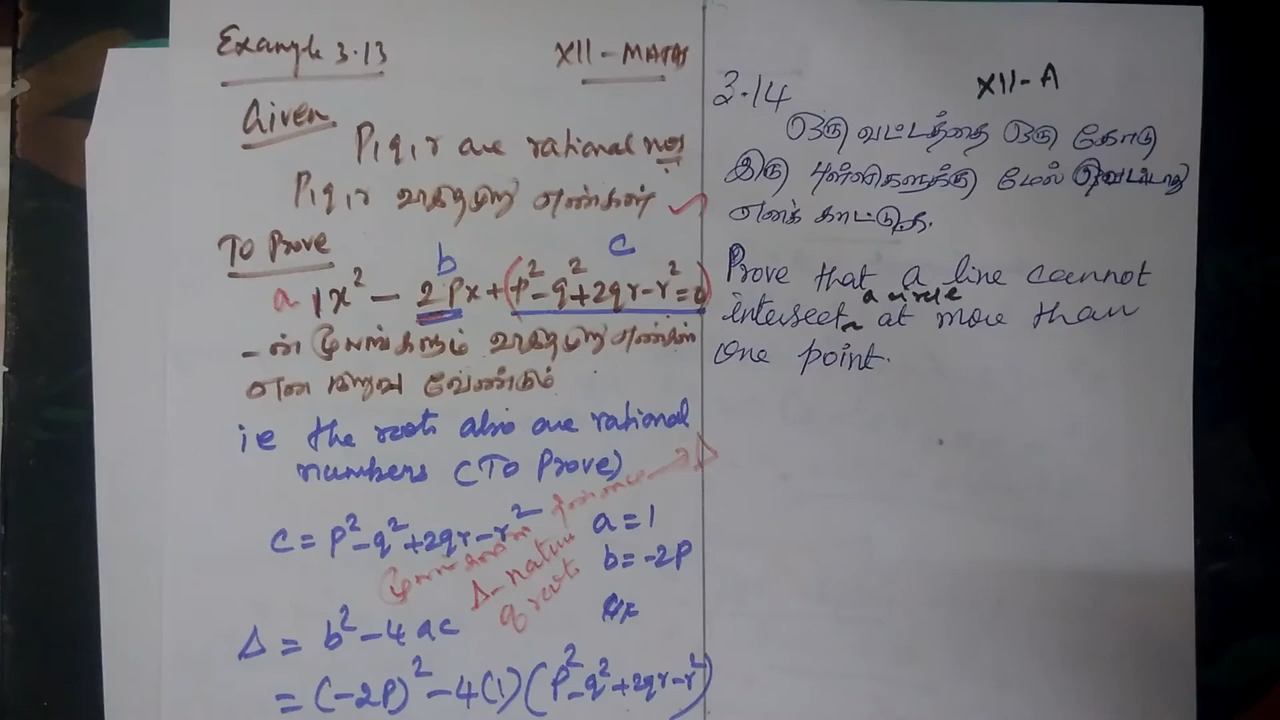 Example 3.13 XII-MATHS
Given
P,q,r are rational nos
P,q,r விகிதமுறு எண்கள்
To Prove
b c
a 1x² - 2px + (p²-q²+2qr-r²=0)
-ன் மூலங்களும் விகிதமுறு எண்கள்
என நிறுவ வேண்டும்
ie the roots also are rational
numbers (To Prove)
C = P²-q²+2qr-r²
a=1
b=-2P
Δ
Δ- nature
q roots
Δ = b²-4ac
= (-2P)²-4(1)(P²-q²+2qr-r²)
3.14 XII-A
ஒரு வட்டத்தை ஒரு கோடு
இரு புள்ளிகளுக்கு மேல் வெட்டாது
எனக் காட்டுக.
Prove that a line cannot
a circle
intersect at more than
one point.